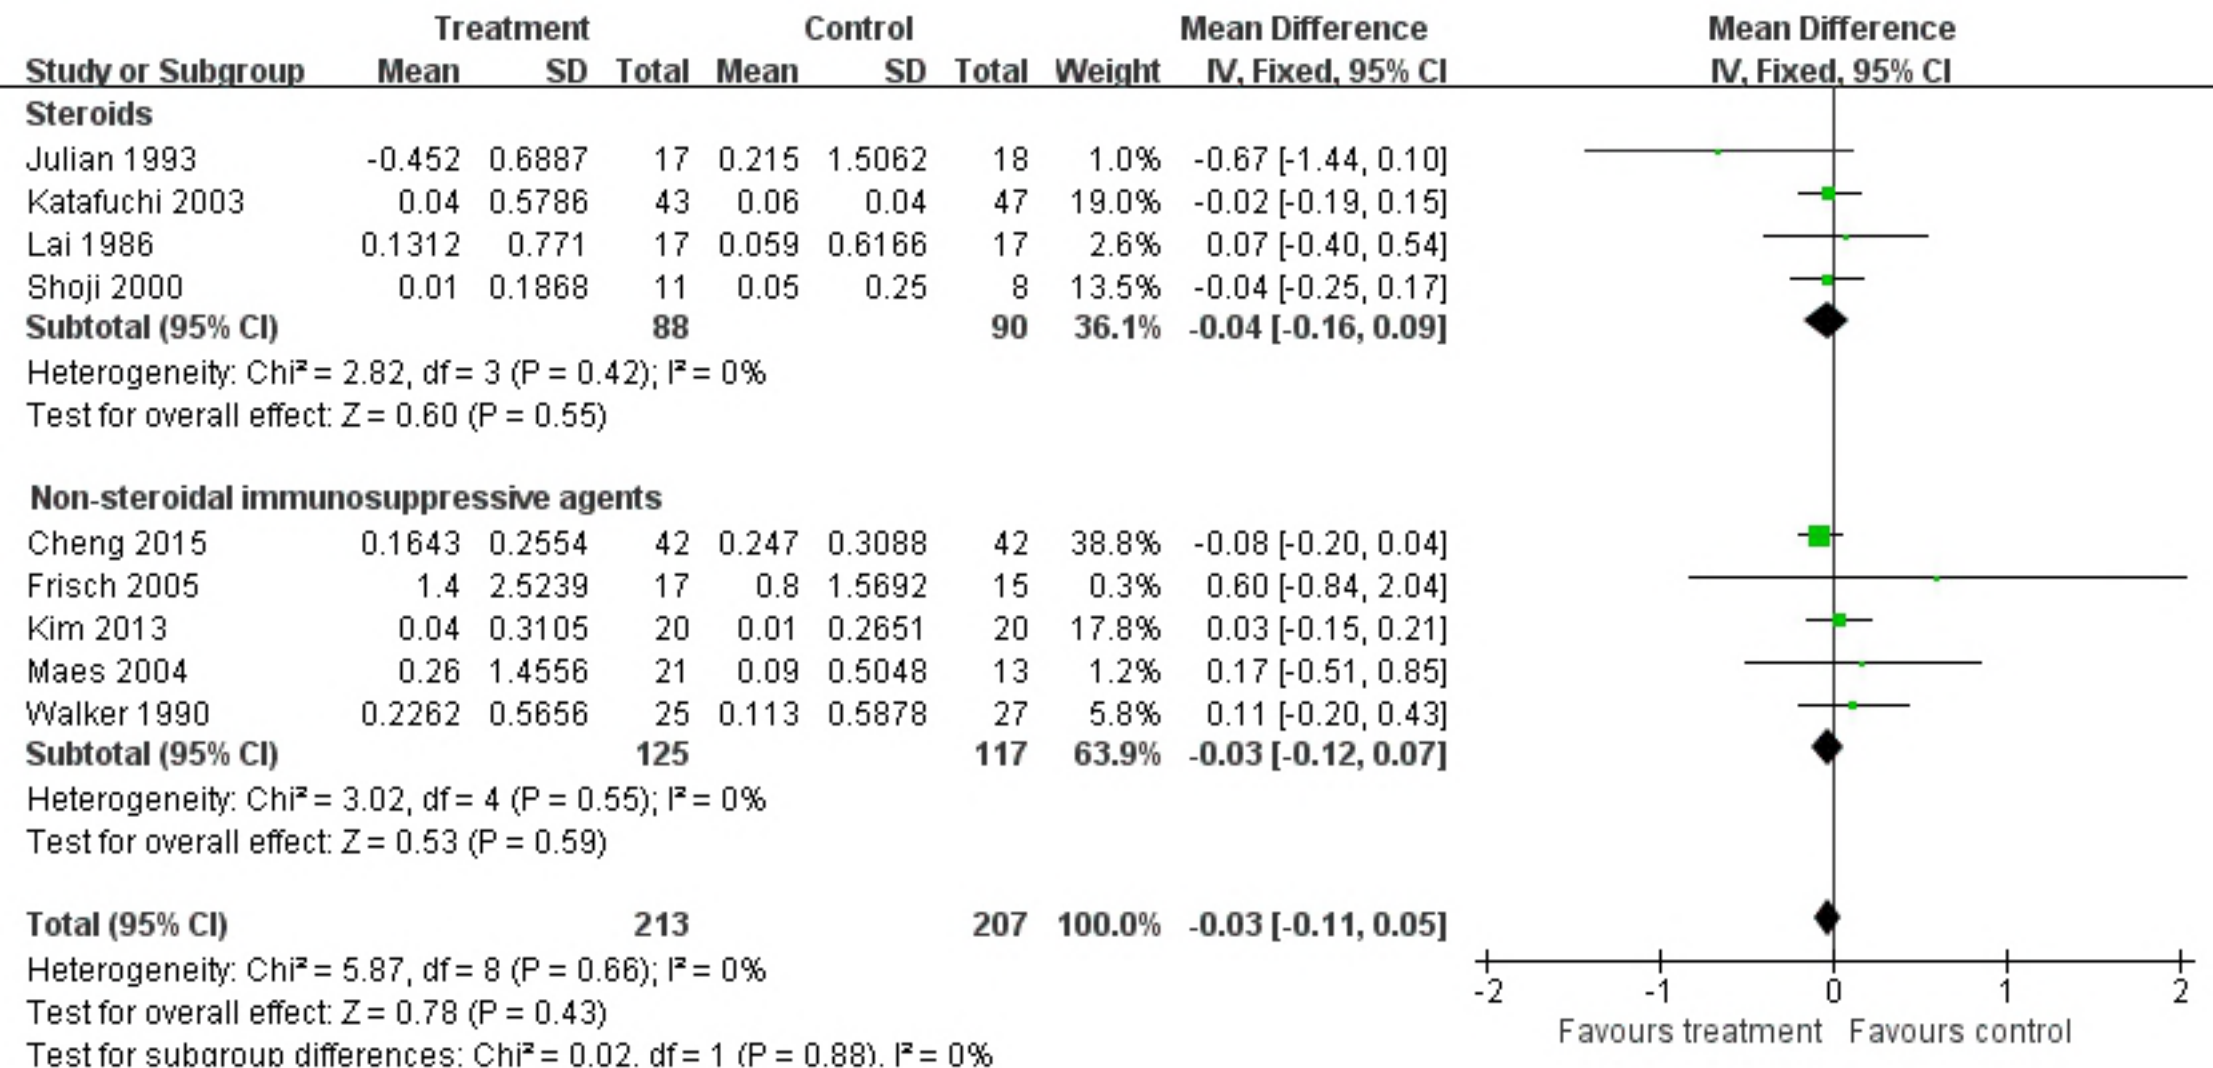 Treatment Control Mean Difference Mean Difference
Study or Subgroup Mean SD Total Mean SD Total Weight IV, Fixed, 95% CI IV, Fixed, 95% CI
Steroids
Julian 1993 -0.452 0.6887 17 0.215 1.5062 18 1.0% -0.67 [-1.44, 0.10]
Katafuchi 2003 0.04 0.5786 43 0.06 0.04 47 19.0% -0.02 [-0.19, 0.15]
Lai 1986 0.1312 0.771 17 0.059 0.6166 17 2.6% 0.07 [-0.40, 0.54]
Shoji 2000 0.01 0.1868 11 0.05 0.25 8 13.5% -0.04 [-0.25, 0.17]
Subtotal (95% CI) 88 90 36.1% -0.04 [-0.16, 0.09]
Heterogeneity: Chi² = 2.82, df = 3 (P = 0.42); I² = 0%
Test for overall effect: Z = 0.60 (P = 0.55)
Non-steroidal immunosuppressive agents
Cheng 2015 0.1643 0.2554 42 0.247 0.3088 42 38.8% -0.08 [-0.20, 0.04]
Frisch 2005 1.4 2.5239 17 0.8 1.5692 15 0.3% 0.60 [-0.84, 2.04]
Kim 2013 0.04 0.3105 20 0.01 0.2651 20 17.8% 0.03 [-0.15, 0.21]
Maes 2004 0.26 1.4556 21 0.09 0.5048 13 1.2% 0.17 [-0.51, 0.85]
Walker 1990 0.2262 0.5656 25 0.113 0.5878 27 5.8% 0.11 [-0.20, 0.43]
Subtotal (95% CI) 125 117 63.9% -0.03 [-0.12, 0.07]
Heterogeneity: Chi² = 3.02, df = 4 (P = 0.55); I² = 0%
Test for overall effect: Z = 0.53 (P = 0.59)
Total (95% CI) 213 207 100.0% -0.03 [-0.11, 0.05]
Heterogeneity: Chi² = 5.87, df = 8 (P = 0.66); I² = 0%
Test for overall effect: Z = 0.78 (P = 0.43)
Test for subgroup differences: Chi² = 0.02. df = 1 (P = 0.88). I² = 0%
-2 -1 0 1 2
Favours treatment Favours control